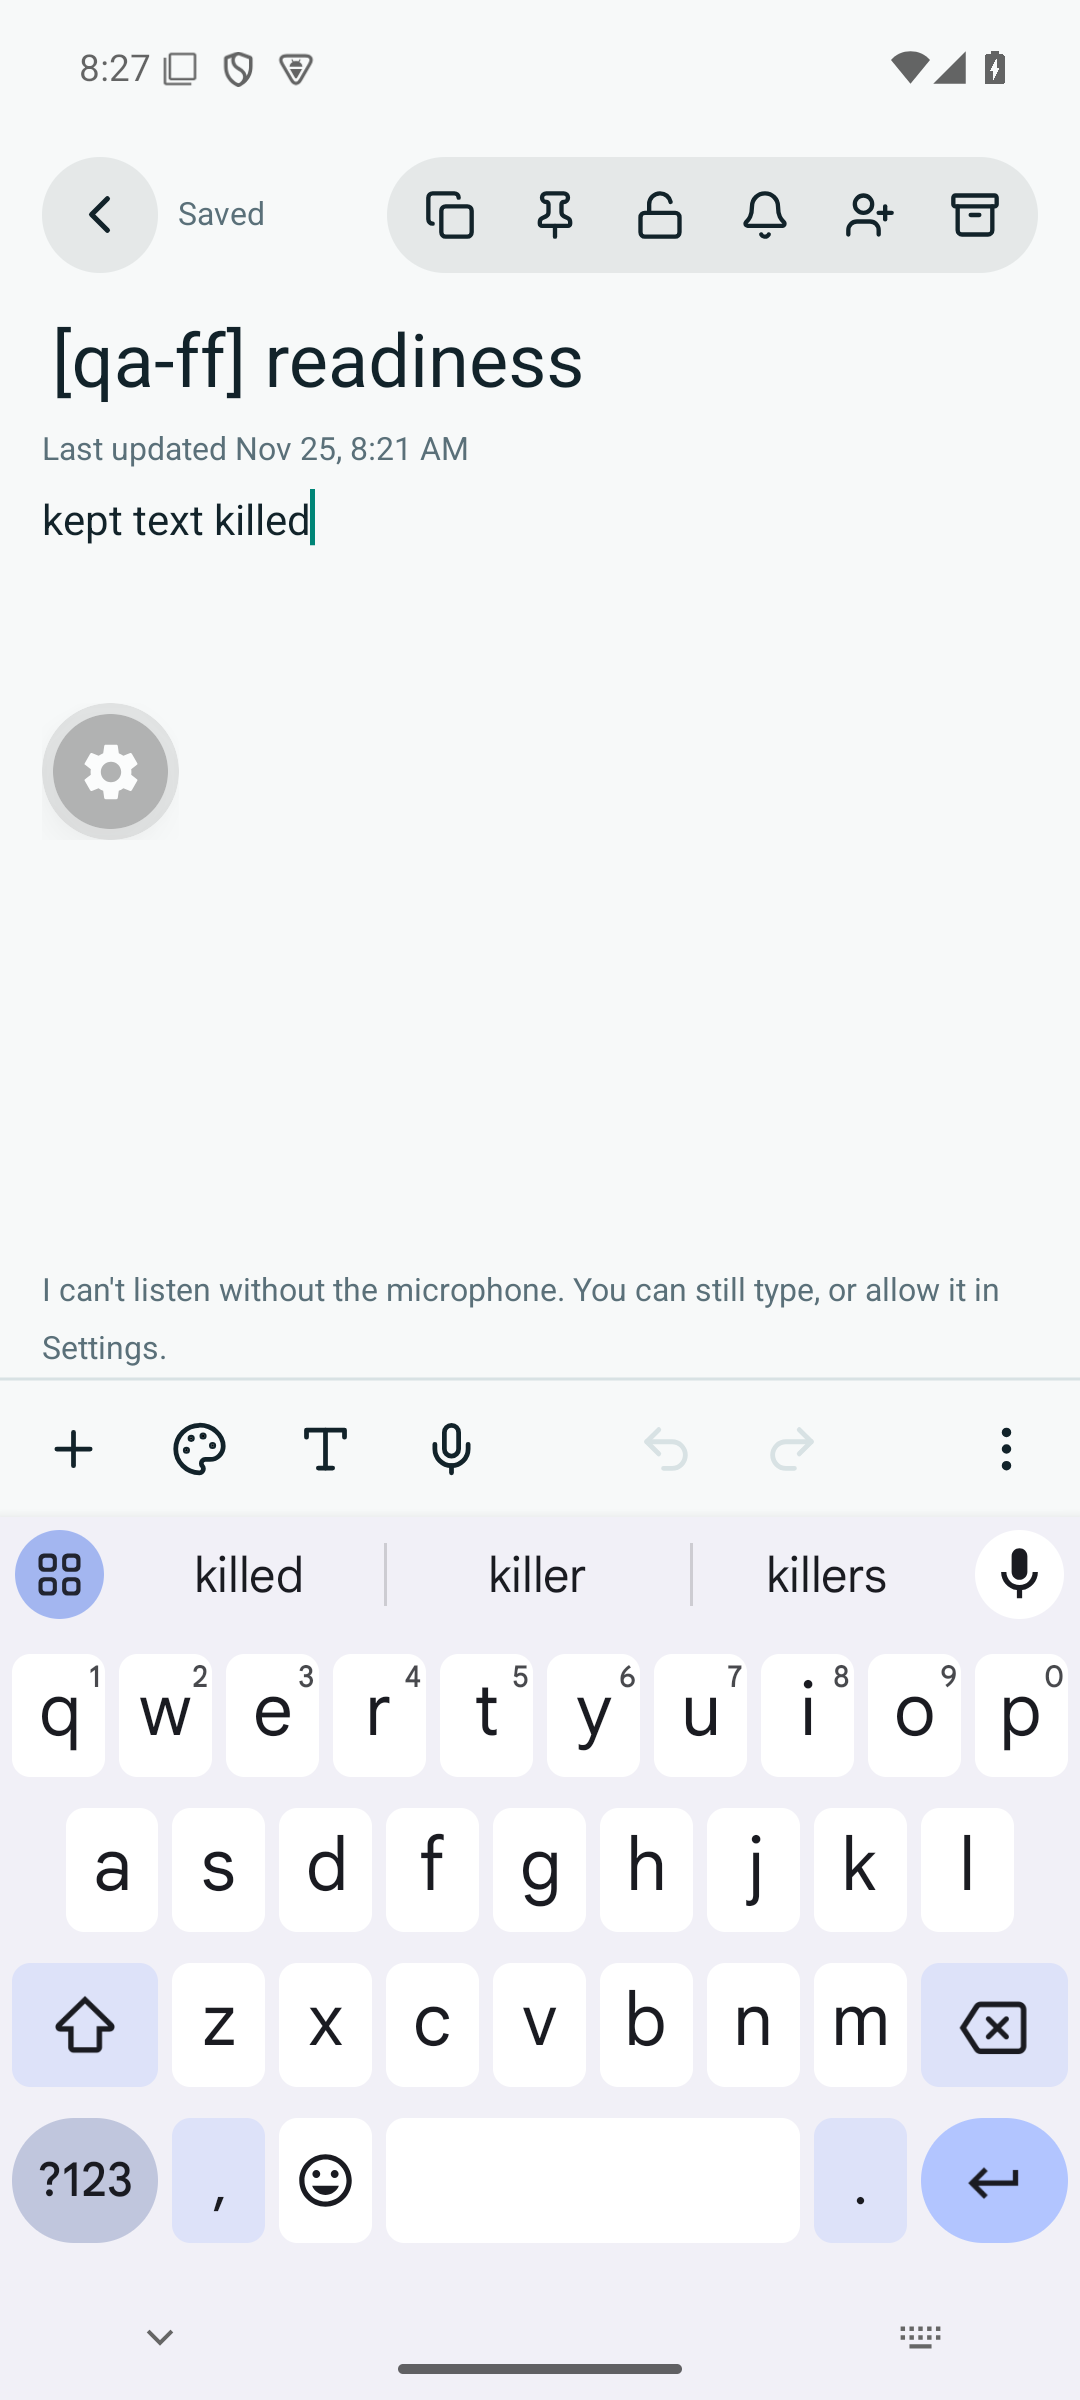 8:27
Saved
[qa-ff] readiness
Last updated Nov 25, 8:21 AM
kept text killed
I can't listen without the microphone. You can still type, or allow it in
Settings.
killed killer killers
q 1 w 2 e 3 r 4 t 5 y 6 u 7 i 8 o 9 p 0
a s d f g h j k l
z x c v b n m
?123 , .